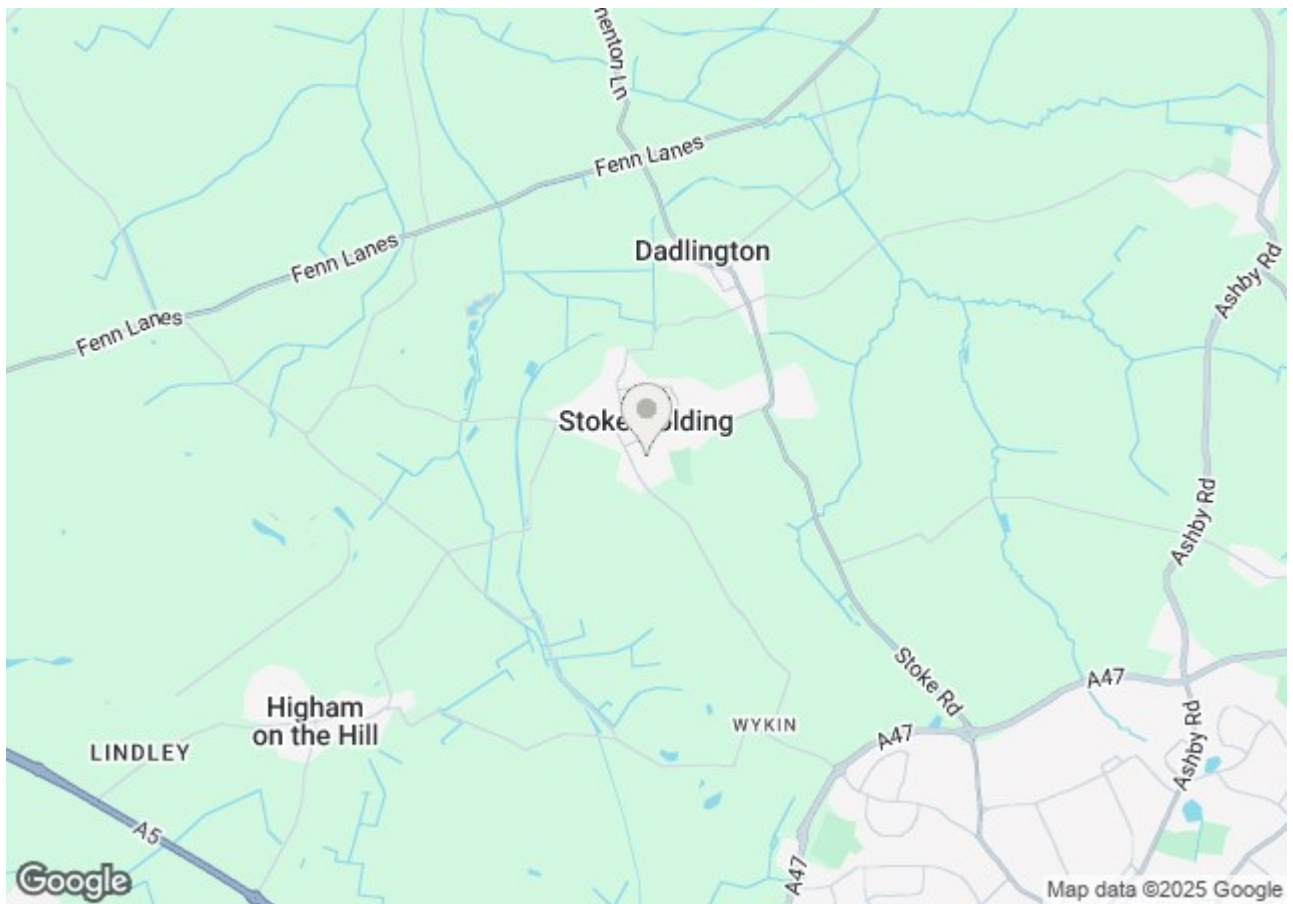 nenton Ln
Fenn Lanes
Dadlington
Fenn Lanes
Ashby Rd
Fenn Lanes
Stoke olding
Ashby Rd
Stoke Rd
A47
Higham
on the Hill
WYKIN
A47
Ashby Rd
LINDLEY
A5
A47
Google
Map data ©2025 Google